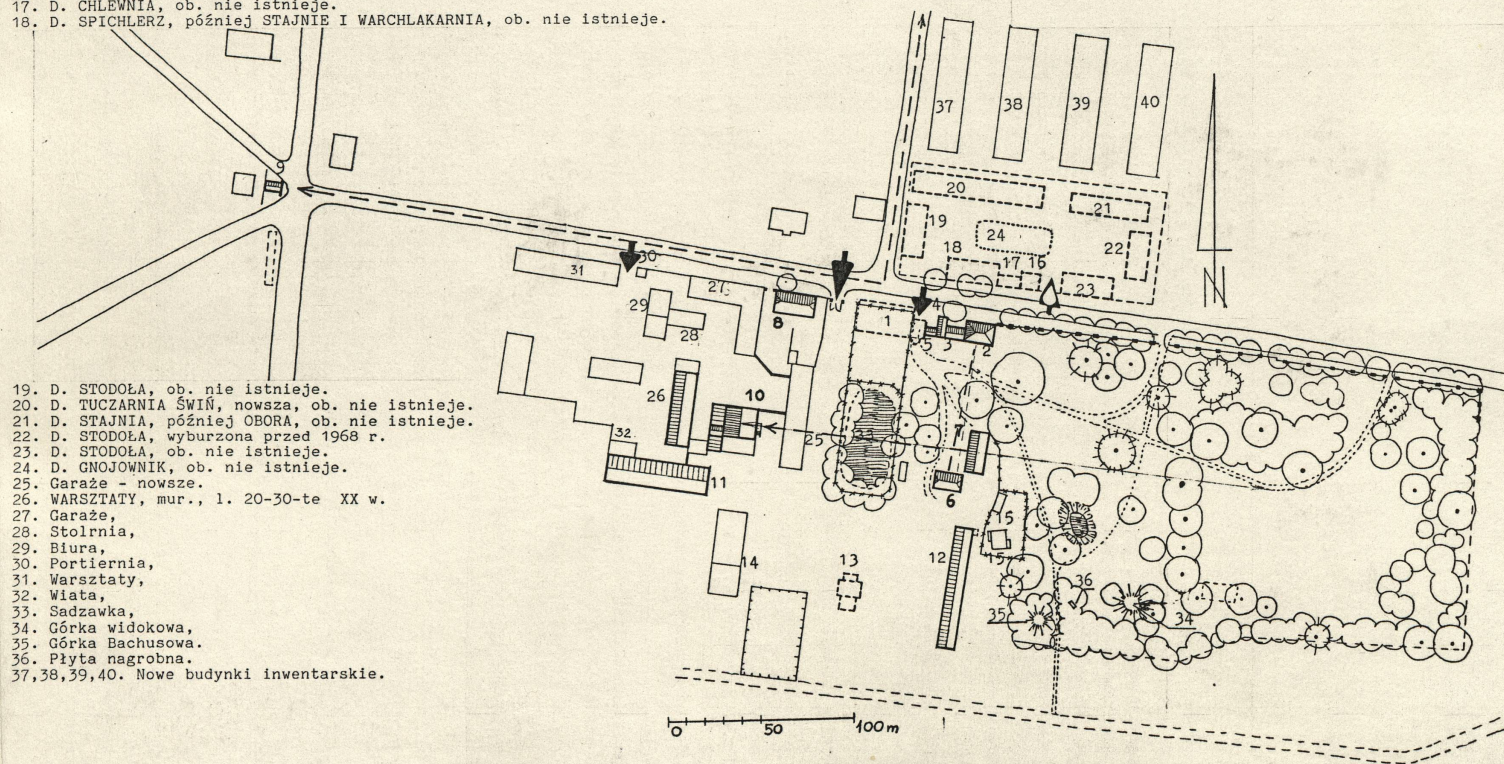 17. D. CHLEWNIA, ob. nie istnieje.
18. D. SPICHLERZ, później STAJNIE I WARCHLAKARNIA, ob. nie istnieje.
37
38
39
40
20
21
19
24
22
18
17
16
23
30
31
27
29
28
8
1
4
5
3
2
26
10
25
33
7
32
11
6
15
12
15
14
13
36
35
34
N
19. D. STODOŁA, ob. nie istnieje.
20. D. TUCZARNIA ŚWIŃ, nowsza, ob. nie istnieje.
21. D. STAJNIA, później OBORA, ob. nie istnieje.
22. D. STODOŁA, wyburzona przed 1968 r.
23. D. STODOŁA, ob. nie istnieje.
24. D. GNOJOWNIK, ob. nie istnieje.
25. Garaże - nowsze.
26. WARSZTATY, mur., l. 20-30-te XX w.
27. Garaże,
28. Stolrnia,
29. Biura,
30. Portiernia,
31. Warsztaty,
32. Wiata,
33. Sadzawka,
34. Górka widokowa,
35. Górka Bachusowa.
36. Płyta nagrobna.
37,38,39,40. Nowe budynki inwentarskie.
0 50 100m